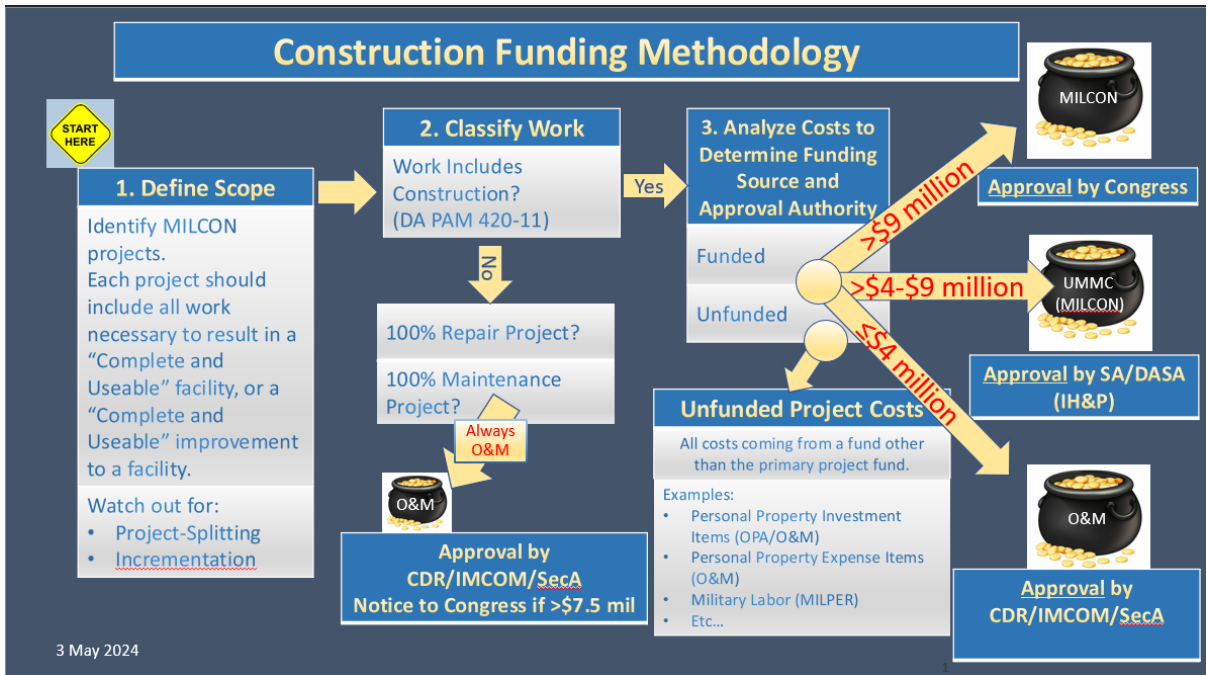 Construction Funding Methodology
START
HERE
1. Define Scope
Identify MILCON
projects.
Each project should
include all work
necessary to result in a
“Complete and
Useable” facility, or a
“Complete and
Useable” improvement
to a facility.
Watch out for:
• Project-Splitting
• Incrementation
2. Classify Work
Work Includes
Construction?
(DA PAM 420-11)
Yes
No
100% Repair Project?
100% Maintenance
Project?
Always
O&M
O&M
Approval by
CDR/IMCOM/SecA
Notice to Congress if >$7.5 mil
3. Analyze Costs to
Determine Funding
Source and
Approval Authority
Funded
Unfunded
Unfunded Project Costs
All costs coming from a fund other
than the primary project fund.
Examples:
• Personal Property Investment
Items (OPA/O&M)
• Personal Property Expense Items
(O&M)
• Military Labor (MILPER)
• Etc…
>$9 million
MILCON
Approval by Congress
>$4-$9 million
UMMC
(MILCON)
Approval by SA/DASA
(IH&P)
≤$4 million
O&M
Approval by
CDR/IMCOM/SecA
3 May 2024
1